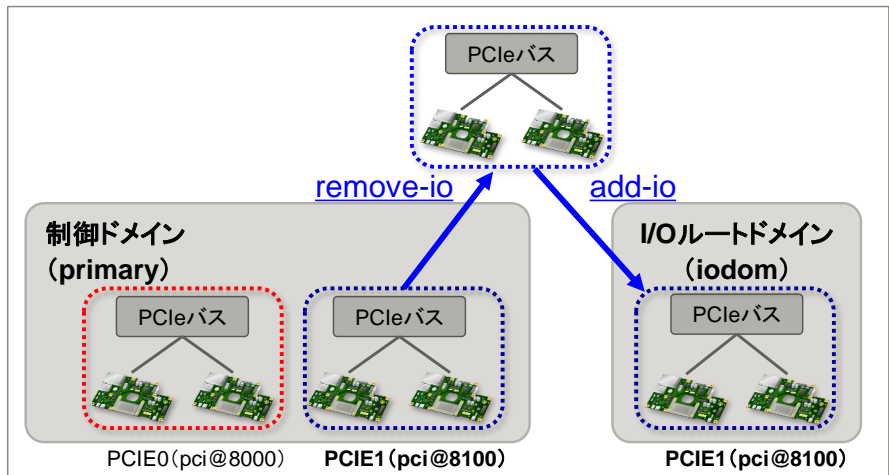 PCIeバス
remove-io
add-io
制御ドメイン
（primary）
I/Oルートドメイン
（iodom）
PCIeバス
PCIeバス
PCIeバス
PCIE0（pci@8000）
PCIE1（pci@8100）
PCIE1（pci@8100）